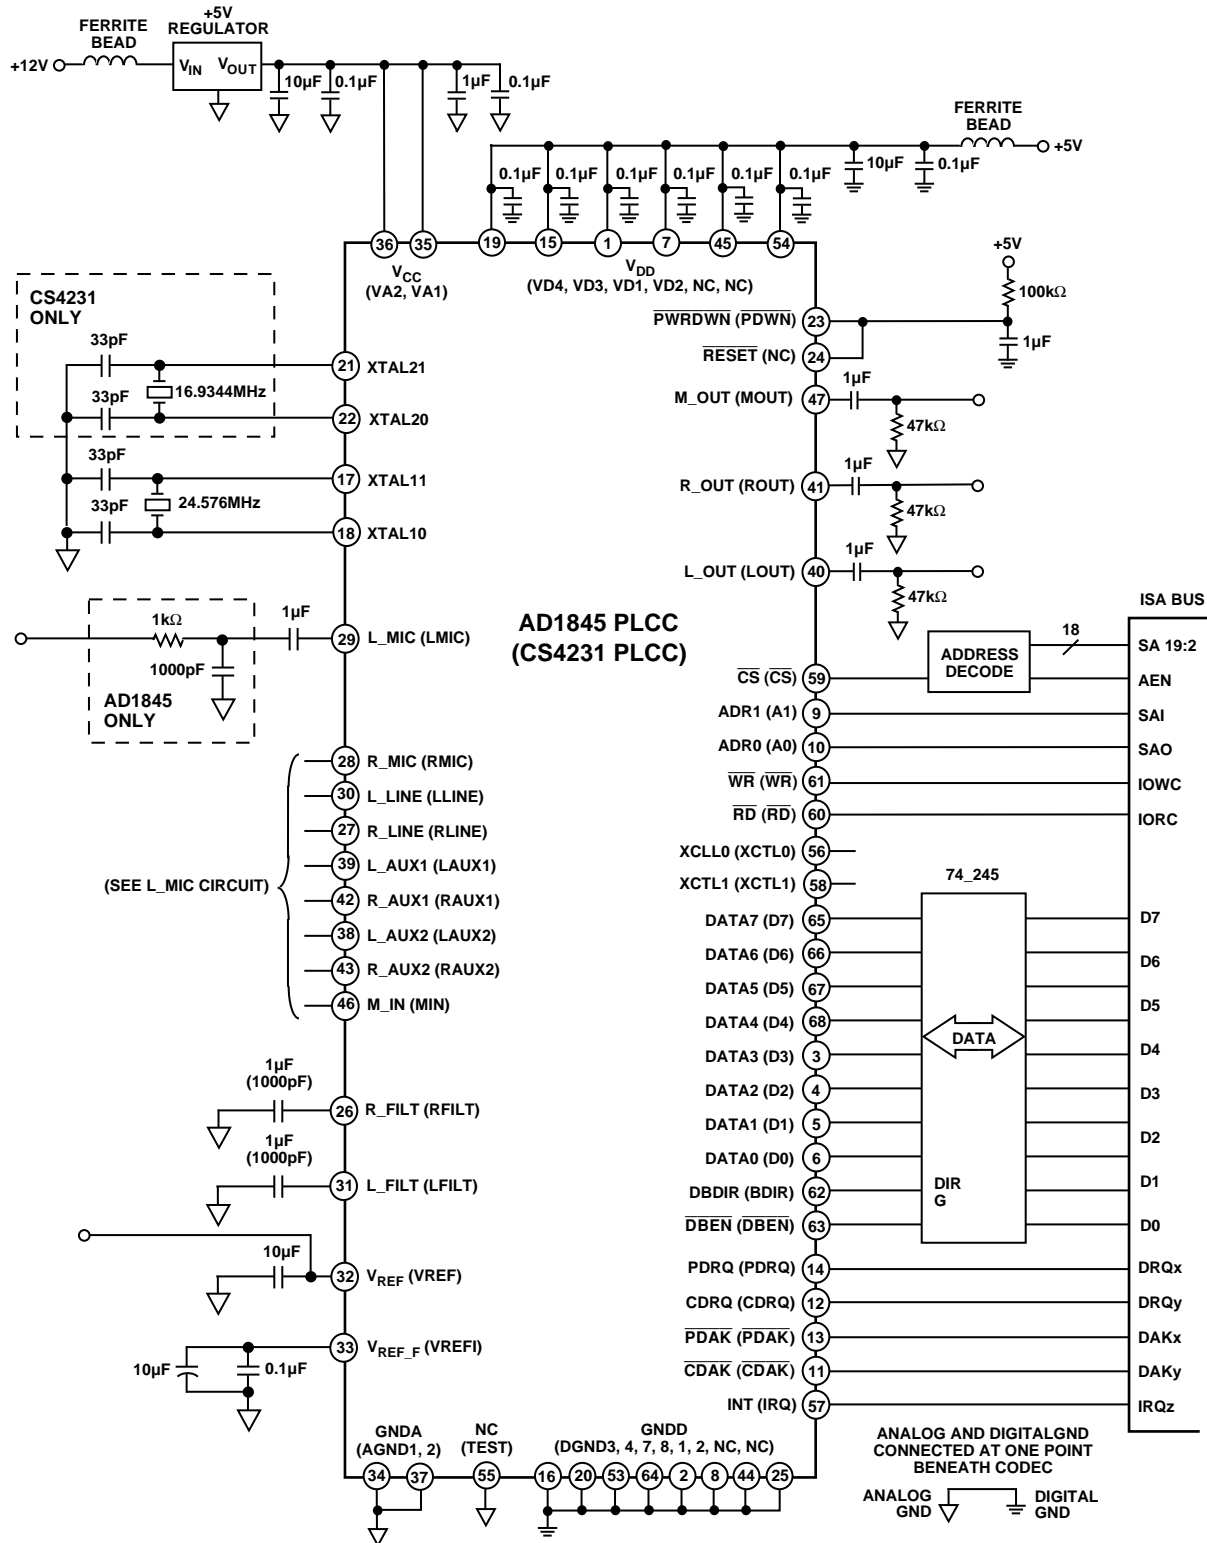 FERRITE
BEAD
+5V
REGULATOR
+12V
VIN
VOUT
10µF
0.1µF
1µF
0.1µF
FERRITE
BEAD
+5V
0.1µF
0.1µF
0.1µF
0.1µF
0.1µF
0.1µF
10µF
0.1µF
36
35
19
15
1
7
45
54
VCC
(VA2, VA1)
VDD
(VD4, VD3, VD1, VD2, NC, NC)
+5V
100kΩ
1µF
CS4231
ONLY
33pF
16.9344MHz
33pF
21 XTAL21
22 XTAL20
33pF
24.576MHz
33pF
17 XTAL11
18 XTAL10
PWRDWN (PDWN) 23
RESET (NC) 24
M_OUT (MOUT) 47
1µF
47kΩ
R_OUT (ROUT) 41
1µF
47kΩ
L_OUT (LOUT) 40
1µF
47kΩ
1kΩ
1000pF
AD1845
ONLY
1µF
29 L_MIC (LMIC)
AD1845 PLCC
(CS4231 PLCC)
(SEE L_MIC CIRCUIT)
28 R_MIC (RMIC)
30 L_LINE (LLINE)
27 R_LINE (RLINE)
39 L_AUX1 (LAUX1)
42 R_AUX1 (RAUX1)
38 L_AUX2 (LAUX2)
43 R_AUX2 (RAUX2)
46 M_IN (MIN)
1µF
(1000pF)
26 R_FILT (RFILT)
1µF
(1000pF)
31 L_FILT (LFILT)
10µF
32 VREF (VREF)
33 VREF_F (VREFI)
10µF
0.1µF
CS (CS) 59
ADR1 (A1) 9
ADR0 (A0) 10
WR (WR) 61
RD (RD) 60
XCLL0 (XCTL0) 56
XCTL1 (XCTL1) 58
DATA7 (D7) 65
DATA6 (D6) 66
DATA5 (D5) 67
DATA4 (D4) 68
DATA3 (D3) 3
DATA2 (D2) 4
DATA1 (D1) 5
DATA0 (D0) 6
DBDIR (BDIR) 62
DBEN (DBEN) 63
PDRQ (PDRQ) 14
CDRQ (CDRQ) 12
PDAK (PDAK) 13
CDAK (CDAK) 11
INT (IRQ) 57
ADDRESS
DECODE
18
74_245
DATA
DIR
G
ISA BUS
SA 19:2
AEN
SAI
SAO
IOWC
IORC
D7
D6
D5
D4
D3
D2
D1
D0
DRQx
DRQy
DAKx
DAKy
IRQz
GNDA
(AGND1, 2)
NC
(TEST)
GNDD
(DGND3, 4, 7, 8, 1, 2, NC, NC)
34
37
55
16
20
53
64
2
8
44
25
ANALOG AND DIGITALGND
CONNECTED AT ONE POINT
BENEATH CODEC
ANALOG
GND
DIGITAL
GND